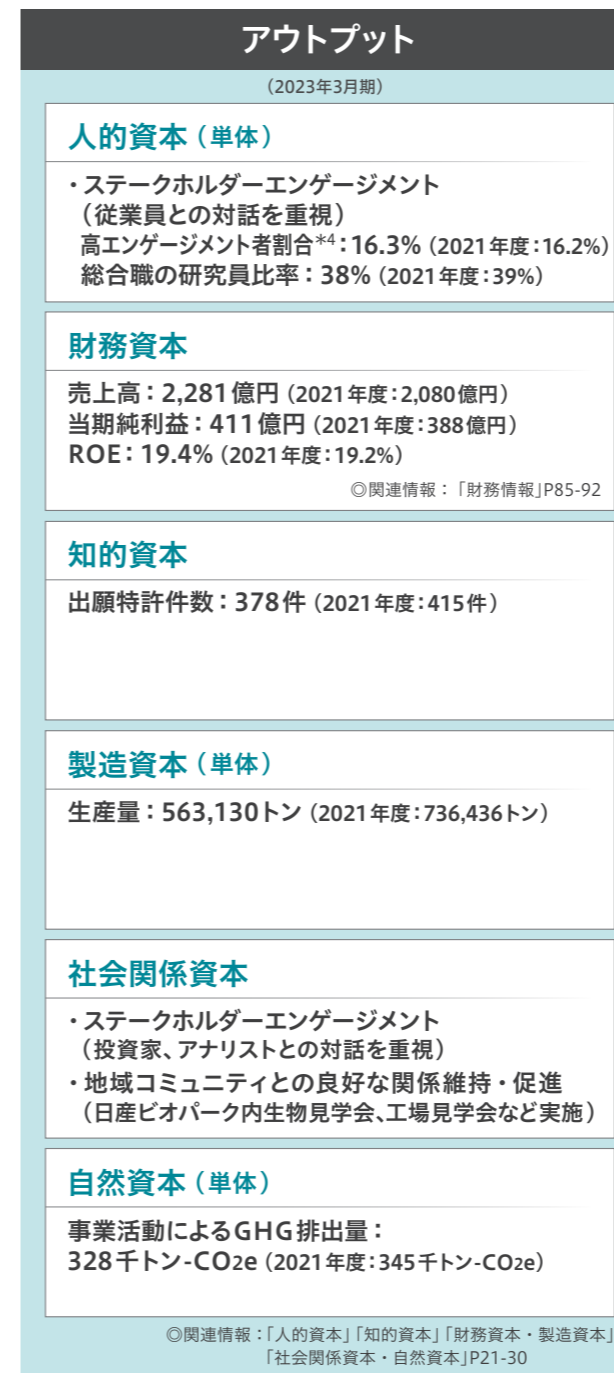 アウトプット
（2023年3月期）
人的資本（単体）
・ステークホルダーエンゲージメント
（従業員との対話を重視）
高エンゲージメント者割合*4：16.3%（2021年度：16.2%）
総合職の研究員比率：38%（2021年度：39%）
財務資本
売上高：2,281億円（2021年度：2,080億円）
当期純利益：411億円（2021年度：388億円）
ROE：19.4%（2021年度：19.2%）
◎関連情報：「財務情報」P85-92
知的資本
出願特許件数：378件（2021年度：415件）
製造資本（単体）
生産量：563,130トン（2021年度：736,436トン）
社会関係資本
・ステークホルダーエンゲージメント
（投資家、アナリストとの対話を重視）
・地域コミュニティとの良好な関係維持・促進
（日産ビオパーク内生物見学会、工場見学会など実施）
自然資本（単体）
事業活動によるGHG排出量：
328千トン-CO2e（2021年度：345千トン-CO2e）
◎関連情報：「人的資本」「知的資本」「財務資本・製造資本」
「社会関係資本・自然資本」P21-30